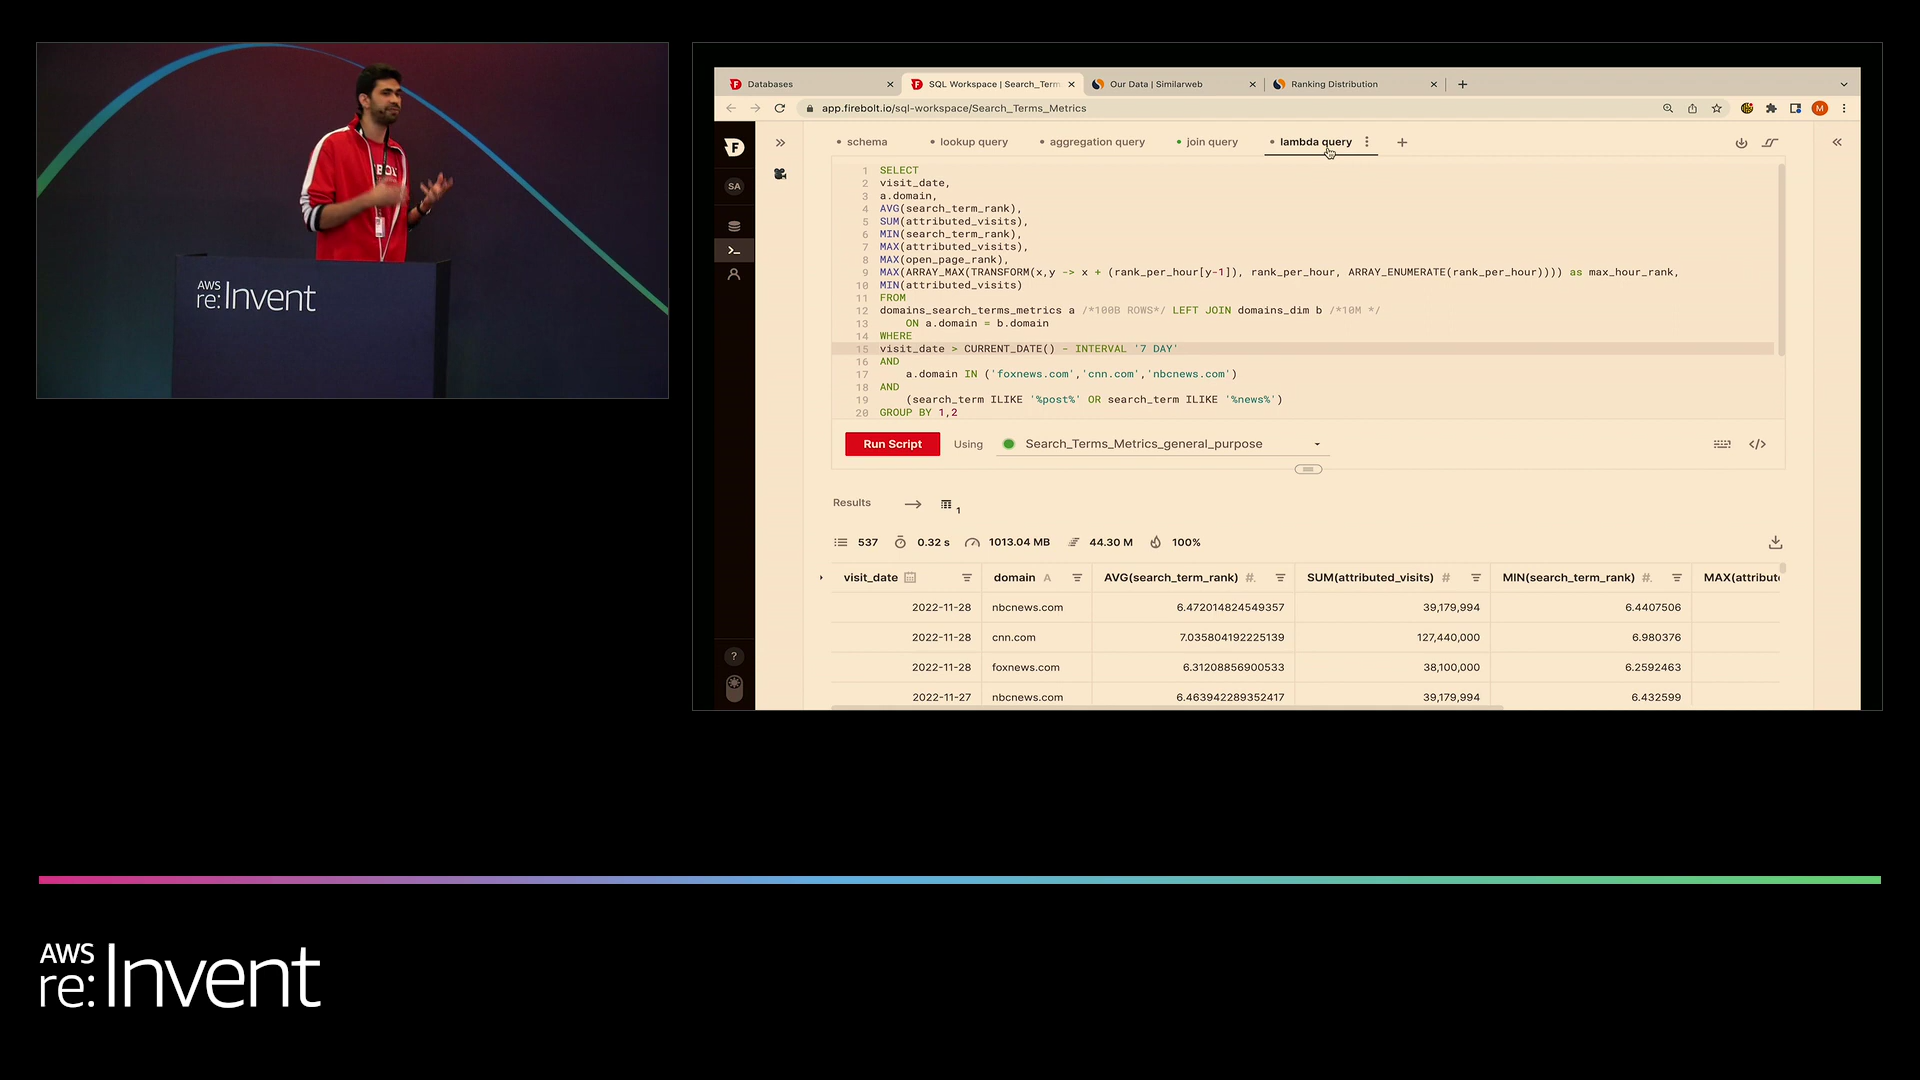 AWS
re:Invent
Databases
SQL Workspace | Search_Term
Our Data | Similarweb
Ranking Distribution
app.firebolt.io/sql-workspace/Search_Terms_Metrics
M
SA
schema
lookup query
aggregation query
join query
lambda query
1 SELECT
2 visit_date,
3 a.domain,
4 AVG(search_term_rank),
5 SUM(attributed_visits),
6 MIN(search_term_rank),
7 MAX(attributed_visits),
8 MAX(open_page_rank),
9 MAX(ARRAY_MAX(TRANSFORM(x,y -> x + (rank_per_hour[y-1]), rank_per_hour, ARRAY_ENUMERATE(rank_per_hour)))) as max_hour_rank,
10 MIN(attributed_visits)
11 FROM
12 domains_search_terms_metrics a /*100B ROWS*/ LEFT JOIN domains_dim b /*10M */
13 ON a.domain = b.domain
14 WHERE
15 visit_date > CURRENT_DATE() - INTERVAL '7 DAY'
16 AND
17 a.domain IN ('foxnews.com','cnn.com','nbcnews.com')
18 AND
19 (search_term ILIKE '%post%' OR search_term ILIKE '%news%')
20 GROUP BY 1,2
Run Script Using Search_Terms_Metrics_general_purpose
Results 1
537 0.32 s 1013.04 MB 44.30 M 100%
visit_date domain A AVG(search_term_rank) #. SUM(attributed_visits) # MIN(search_term_rank) #. MAX(attribute
2022-11-28 nbcnews.com 6.472014824549357 39,179,994 6.4407506
2022-11-28 cnn.com 7.035804192225139 127,440,000 6.980376
2022-11-28 foxnews.com 6.31208856900533 38,100,000 6.2592463
2022-11-27 nbcnews.com 6.463942289352417 39,179,994 6.432599
?
AWS
re:Invent